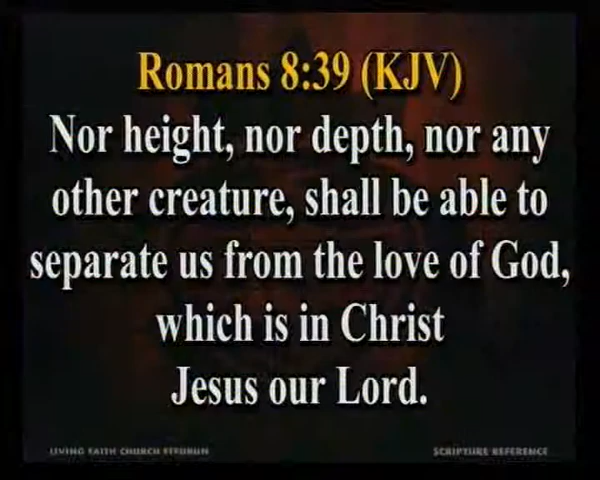 Romans 8:39 (KJV)
Nor height, nor depth, nor any
other creature, shall be able to
separate us from the love of God,
which is in Christ
Jesus our Lord.
LIVING FAITH CHURCH
SCRIPTURE REFERENCE